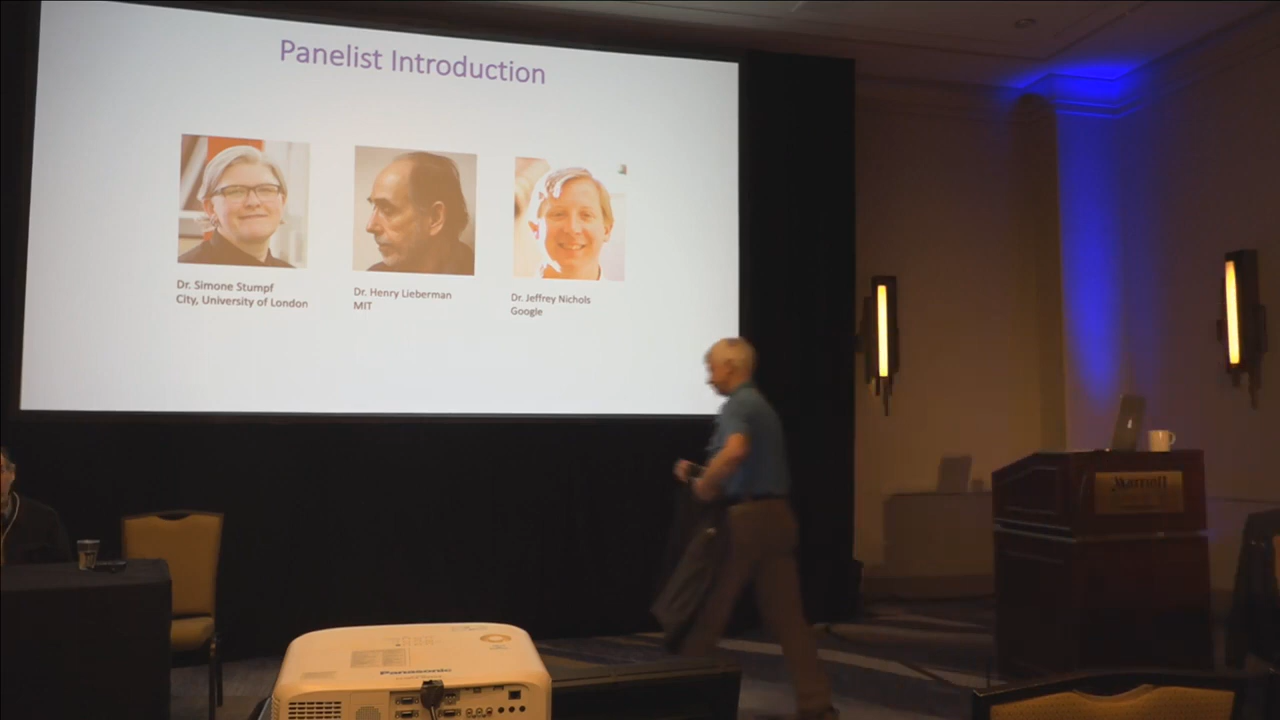 Panelist Introduction
Dr. Simone Stumpf
City, University of London
Dr. Henry Lieberman
MIT
Dr. Jeffrey Nichols
Google
Marriott
Panasonic